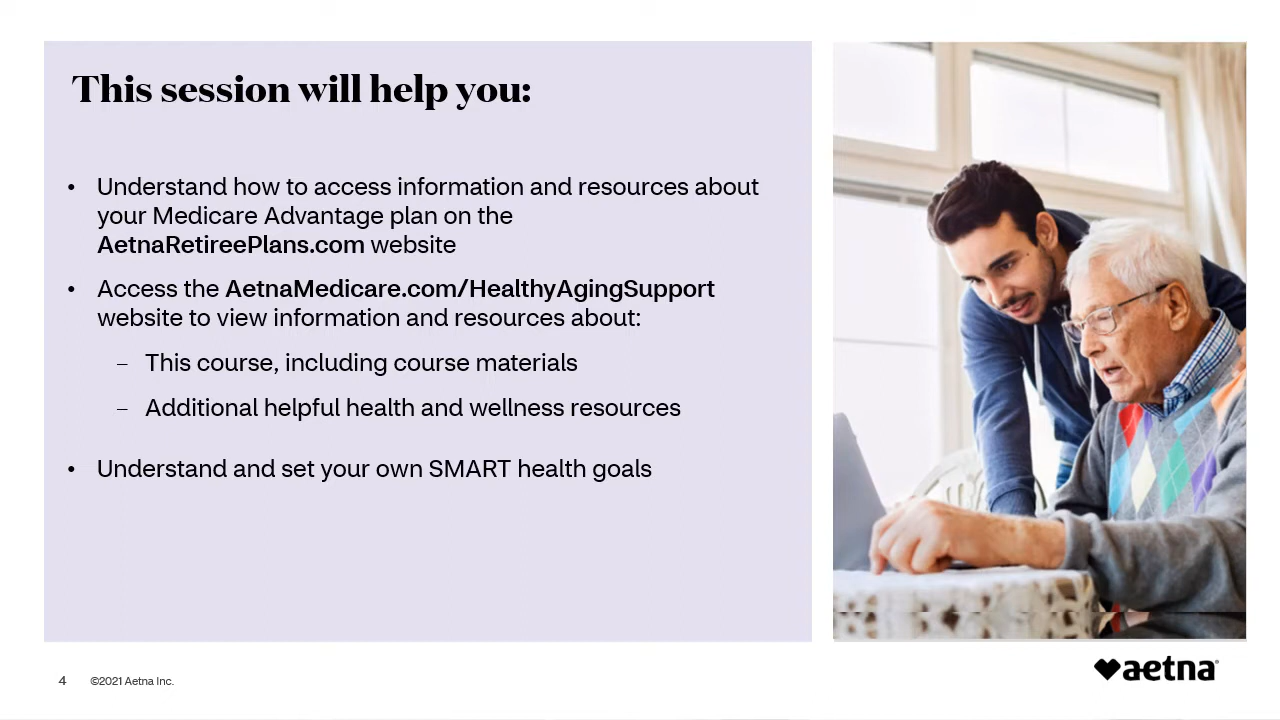 This session will help you:
• Understand how to access information and resources about
your Medicare Advantage plan on the
AetnaRetireePlans.com website
• Access the AetnaMedicare.com/HealthyAgingSupport
website to view information and resources about:
– This course, including course materials
– Additional helpful health and wellness resources
• Understand and set your own SMART health goals
4 ©2021 Aetna Inc.
aetna®